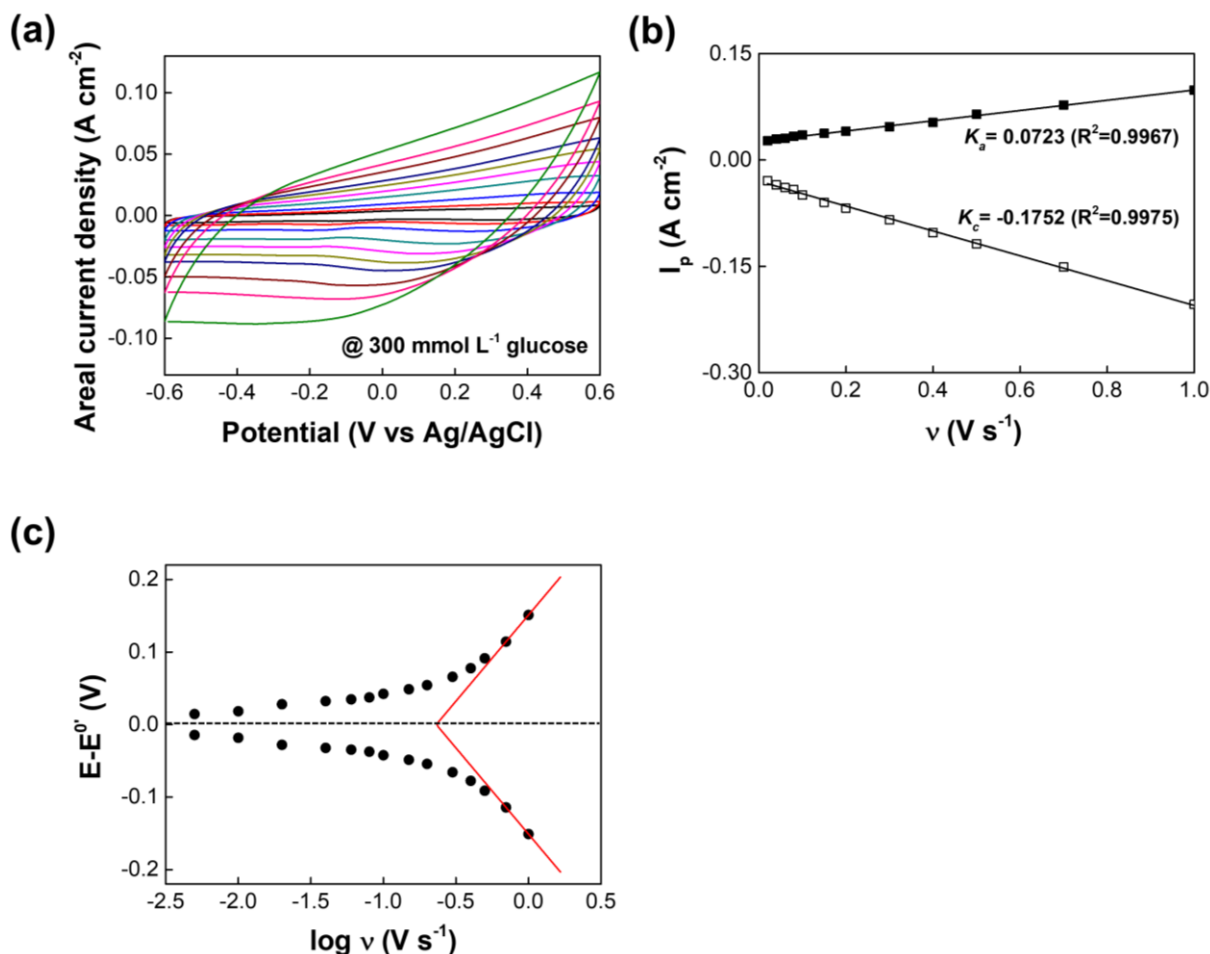 (a)
Areal current density (A cm⁻²)
0.10
0.05
0.00
-0.05
-0.10
@ 300 mmol L⁻¹ glucose
-0.6 -0.4 -0.2 0.0 0.2 0.4 0.6
Potential (V vs Ag/AgCl)
(b)
Iₚ (A cm⁻²)
0.15
0.00
-0.15
-0.30
Kₐ= 0.0723 (R²=0.9967)
K꜀= -0.1752 (R²=0.9975)
0.0 0.2 0.4 0.6 0.8 1.0
ν (V s⁻¹)
(c)
E-E⁰' (V)
0.2
0.1
0.0
-0.1
-0.2
-2.5 -2.0 -1.5 -1.0 -0.5 0.0 0.5
log ν (V s⁻¹)